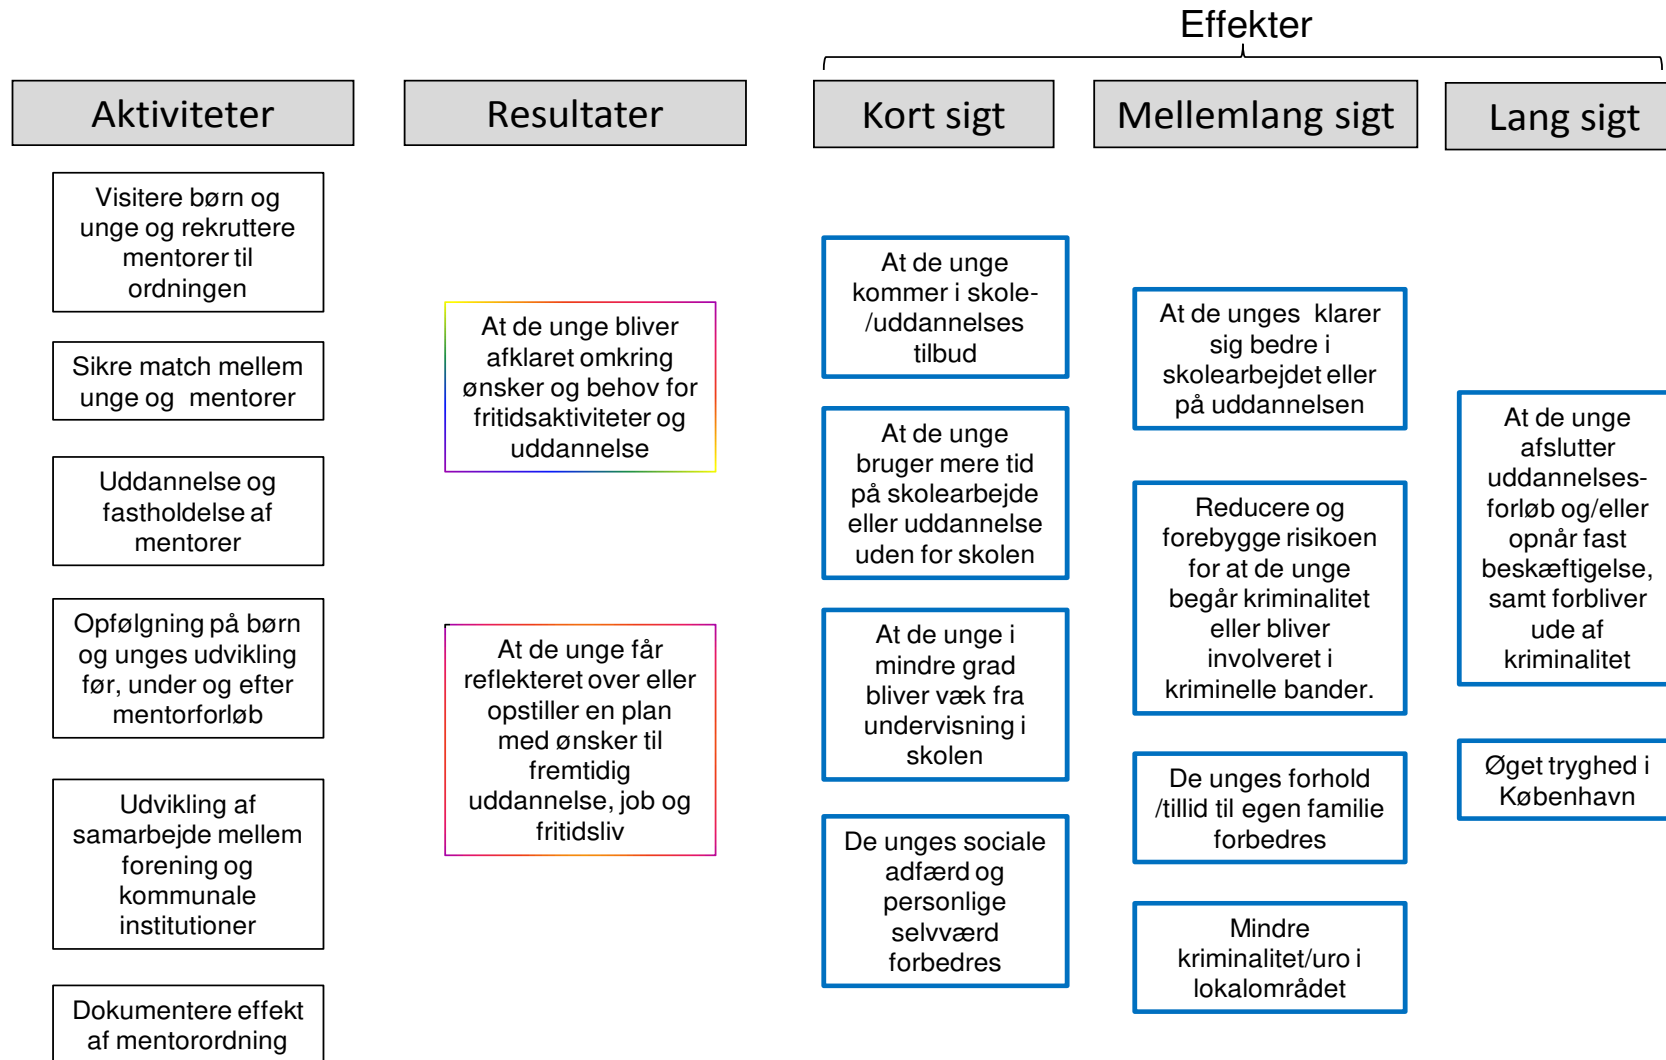 Effekter
Aktiviteter
Resultater
Kort sigt
Mellemlang sigt
Lang sigt
Visitere børn og
unge og rekruttere
mentorer til
ordningen
Sikre match mellem
unge og mentorer
Uddannelse og
fastholdelse af
mentorer
Opfølgning på børn
og unges udvikling
før, under og efter
mentorforløb
Udvikling af
samarbejde mellem
forening og
kommunale
institutioner
Dokumentere effekt
af mentorordning
At de unge bliver
afklaret omkring
ønsker og behov for
fritidsaktiviteter og
uddannelse
At de unge får
reflekteret over eller
opstiller en plan
med ønsker til
fremtidig
uddannelse, job og
fritidsliv
At de unge
kommer i skole-
/uddannelses
tilbud
At de unge
bruger mere tid
på skolearbejde
eller uddannelse
uden for skolen
At de unge i
mindre grad
bliver væk fra
undervisning i
skolen
De unges sociale
adfærd og
personlige
selvværd
forbedres
At de unges klarer
sig bedre i
skolearbejdet eller
på uddannelsen
Reducere og
forebygge risikoen
for at de unge
begår kriminalitet
eller bliver
involveret i
kriminelle bander.
De unges forhold
/tillid til egen familie
forbedres
Mindre
kriminalitet/uro i
lokalområdet
At de unge
afslutter
uddannelses-
forløb og/eller
opnår fast
beskæftigelse,
samt forbliver
ude af
kriminalitet
Øget tryghed i
København